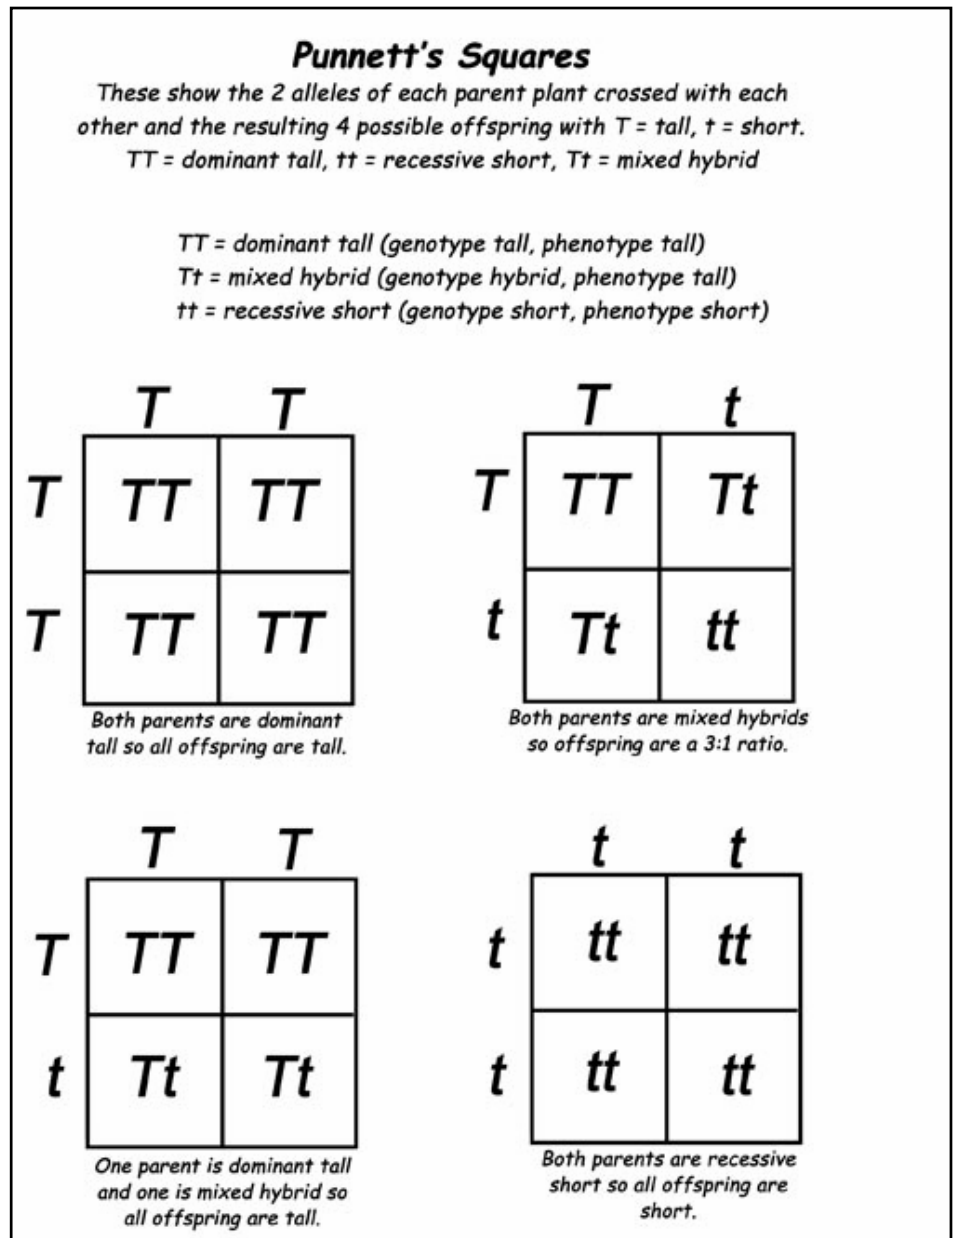 Punnett's Squares
These show the 2 alleles of each parent plant crossed with each
other and the resulting 4 possible offspring with T = tall, t = short.
TT = dominant tall, tt = recessive short, Tt = mixed hybrid
TT = dominant tall (genotype tall, phenotype tall)
Tt = mixed hybrid (genotype hybrid, phenotype tall)
tt = recessive short (genotype short, phenotype short)
T T
T TT TT
T TT TT
Both parents are dominant
tall so all offspring are tall.
T t
T TT Tt
t Tt tt
Both parents are mixed hybrids
so offspring are a 3:1 ratio.
T T
T TT TT
t Tt Tt
One parent is dominant tall
and one is mixed hybrid so
all offspring are tall.
t t
t tt tt
t tt tt
Both parents are recessive
short so all offspring are
short.